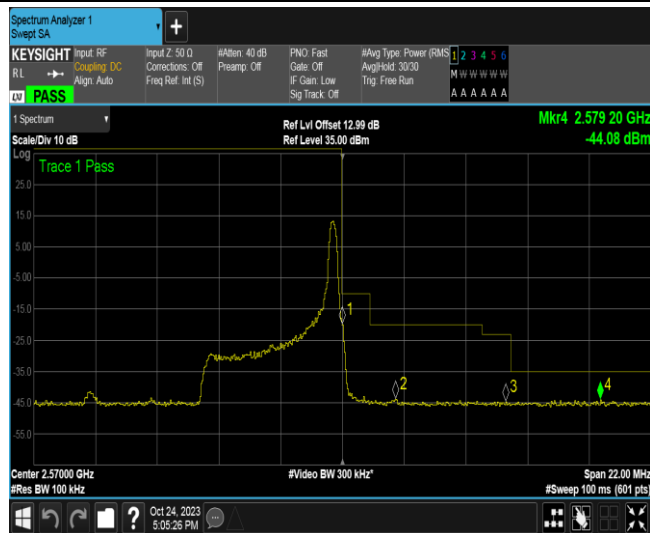 Spectrum Analyzer 1
Swept SA
KEYSIGHT Input: RF Input Z: 50 Ω #Atten: 40 dB PNO: Fast #Avg Type: Power (RMS 1 2 3 4 5 6
RL Coupling: DC Corrections: Off Preamp: Off Gate: Off Avg|Hold: 30/30 M W W W W W
Align: Auto Freq Ref: Int (S) IF Gain: Low Trig: Free Run
LXI PASS Sig Track: Off A A A A A A
1 Spectrum Ref Lvl Offset 12.99 dB Mkr4 2.579 20 GHz
Scale/Div 10 dB Ref Level 35.00 dBm -44.08 dBm
Log
Trace 1 Pass
25.0
15.0
5.00
-5.00
-15.0
1
-25.0
-35.0
2 3 4
-45.0
-55.0
Center 2.57000 GHz #Video BW 300 kHz* Span 22.00 MHz
#Res BW 100 kHz #Sweep 100 ms (601 pts)
? Oct 24, 2023
5:05:26 PM